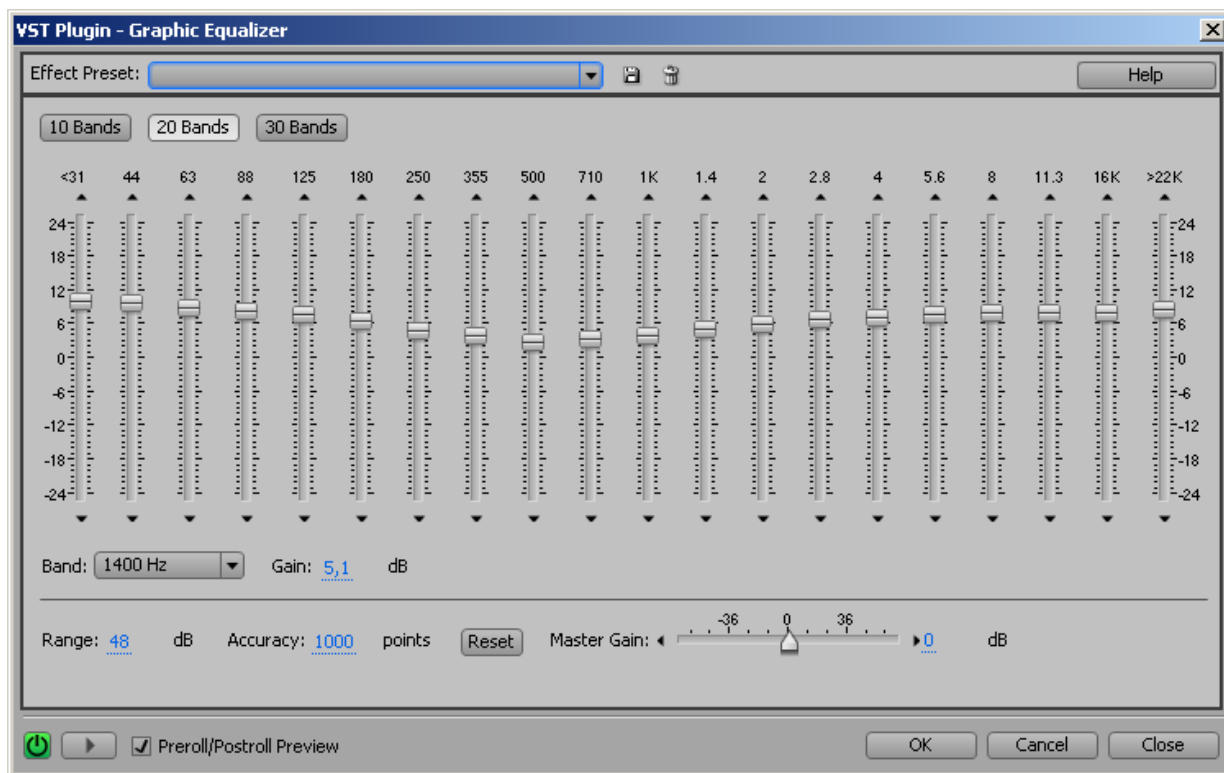 VST Plugin - Graphic Equalizer
Effect Preset: Help
10 Bands 20 Bands 30 Bands
<31 44 63 88 125 180 250 355 500 710 1K 1.4 2 2.8 4 5.6 8 11.3 16K >22K
24 24
18 18
12 12
6 6
0 0
-6 -6
-12 -12
-18 -18
-24 -24
Band: 1400 Hz Gain: 5,1 dB
-36 0 36
Range: 48 dB Accuracy: 1000 points Reset Master Gain: 0 dB
Preroll/Postroll Preview OK Cancel Close